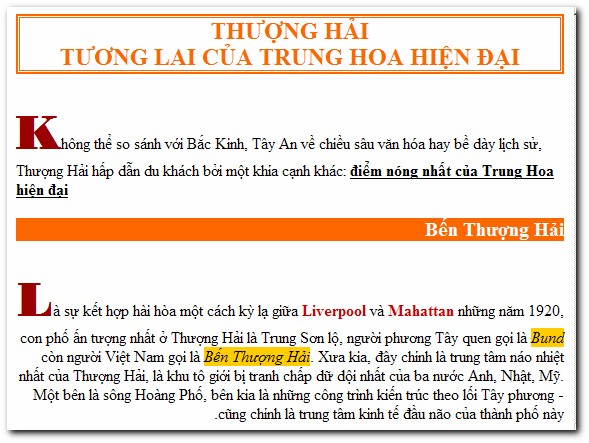 THƯỢNG HẢI
TƯƠNG LAI CỦA TRUNG HOA HIỆN ĐẠI
Không thể so sánh với Bắc Kinh, Tây An về chiều sâu văn hóa hay bề dày lịch sử,
Thượng Hải hấp dẫn du khách bởi một khia cạnh khác: điểm nóng nhất của Trung Hoa
hiện đại
Bến Thượng Hải
Là sự kết hợp hài hòa một cách kỳ lạ giữa Liverpool và Mahattan những năm 1920,
con phố ấn tượng nhất ở Thượng Hải là Trung Sơn lộ, người phương Tây quen gọi là Bund
còn người Việt Nam gọi là Bến Thượng Hải. Xưa kia, đây chinh là trung tâm náo nhiệt
nhất của Thượng Hải, là khu tô giới bị tranh chấp dữ dội nhất của ba nước Anh, Nhật, Mỹ.
Một bên là sông Hoàng Phố, bên kia là những công trình kiến trúc theo lối Tây phương -
.cũng chính là trung tâm kinh tế đầu não của thành phố này